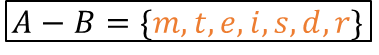 A − B = {m, t, e, i, s, d, r}